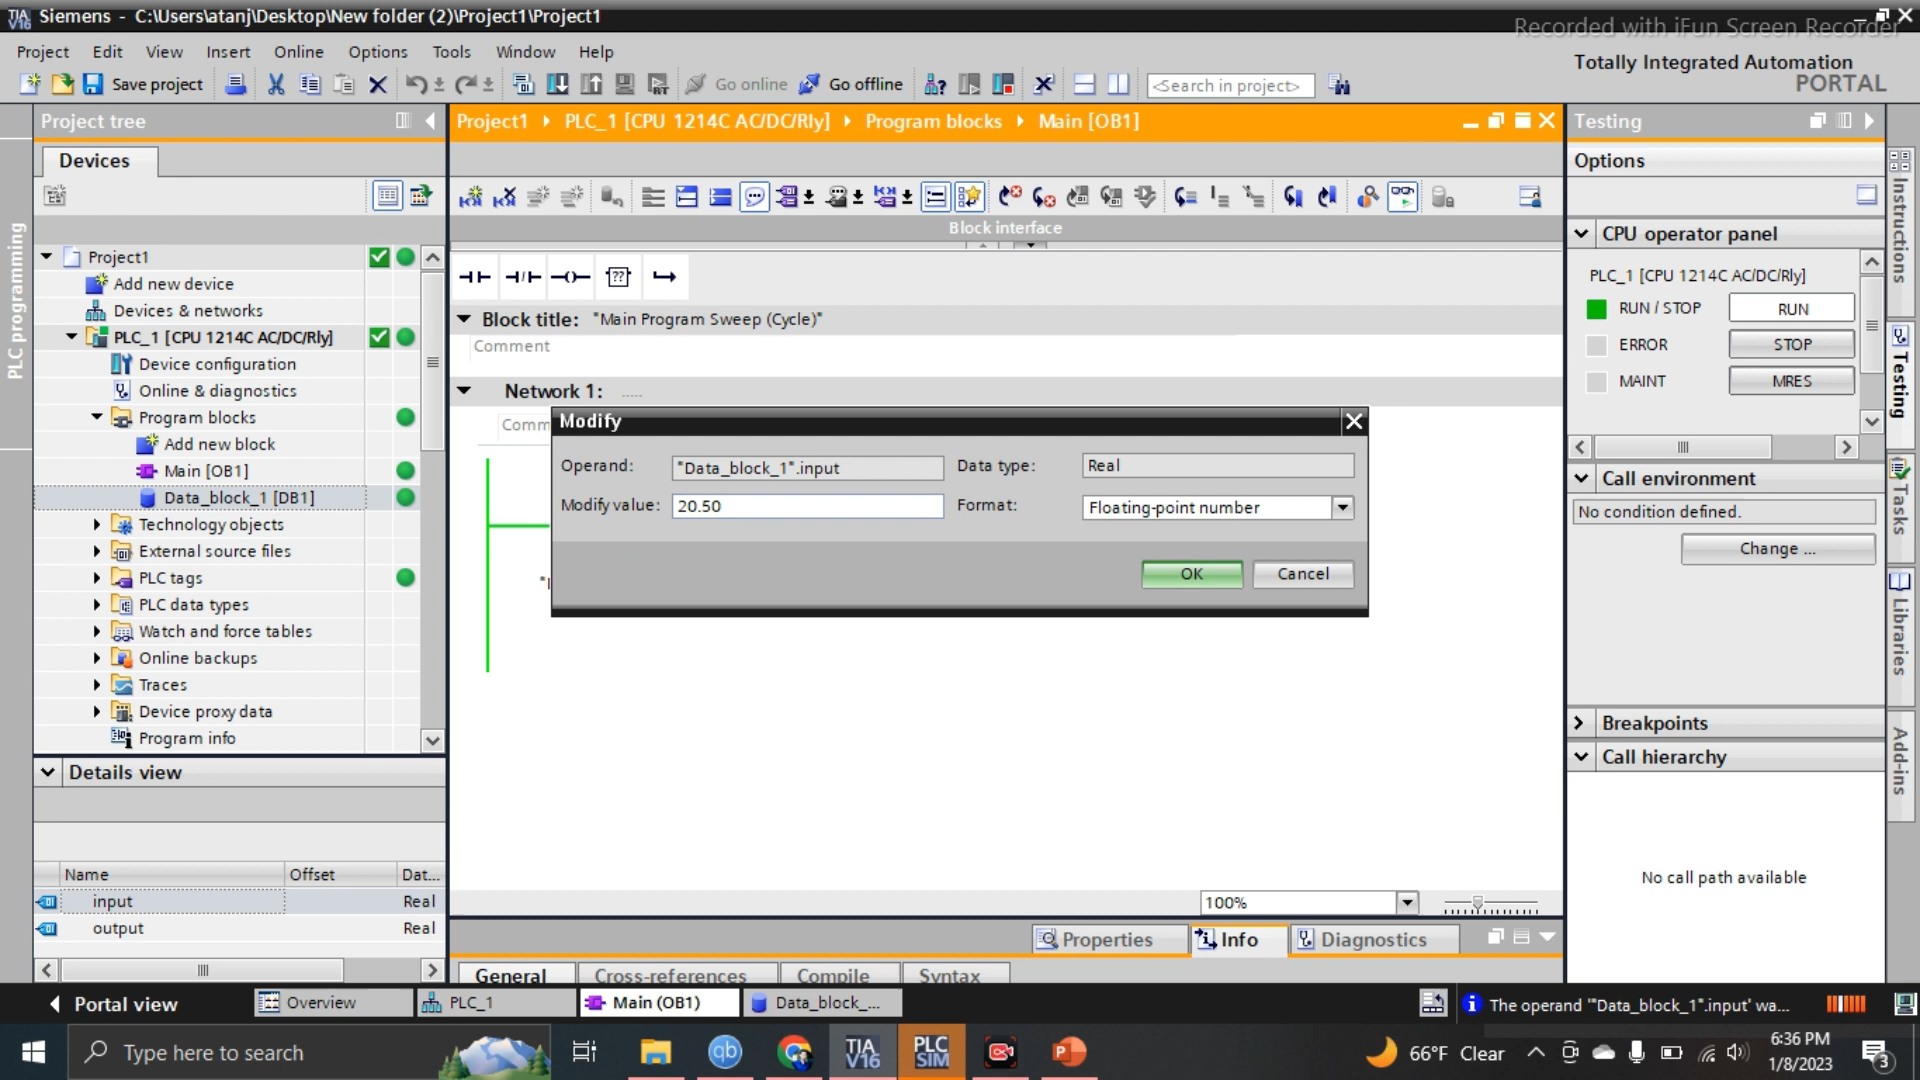 Siemens - C:\Users\atanj\Desktop\New folder (2)\Project1\Project1
Recorded with iFun Screen Recorder
Project Edit View Insert Online Options Tools Window Help
Totally Integrated Automation
PORTAL
Save project
Go online
Go offline
<Search in project>
Project tree
Project1 PLC_1 [CPU 1214C AC/DC/Rly] Program blocks Main [OB1]
Testing
Devices
Options
PLC programming
Block interface
Project1
Add new device
Devices & networks
PLC_1 [CPU 1214C AC/DC/Rly]
Device configuration
Online & diagnostics
Program blocks
Add new block
Main [OB1]
Data_block_1 [DB1]
Technology objects
External source files
PLC tags
PLC data types
Watch and force tables
Online backups
Traces
Device proxy data
Program info
Block title: "Main Program Sweep (Cycle)"
Comment
Network 1: .....
Modify
Operand: "Data_block_1".input Data type: Real
Modify value: 20.50 Format: Floating-point number
OK Cancel
100%
CPU operator panel
PLC_1 [CPU 1214C AC/DC/Rly]
RUN / STOP RUN
ERROR STOP
MAINT MRES
Call environment
No condition defined.
Change ...
Breakpoints
Call hierarchy
No call path available
Instructions
Testing
Tasks
Libraries
Add-ins
Details view
Name Offset Dat...
input Real
output Real
Properties Info Diagnostics
General Cross-references Compile Syntax
Portal view Overview PLC_1 Main (OB1) Data_block_...
The operand '"Data_block_1".input' wa...
Type here to search
TIA V16
PLC SIM
66°F Clear
6:36 PM
1/8/2023
3